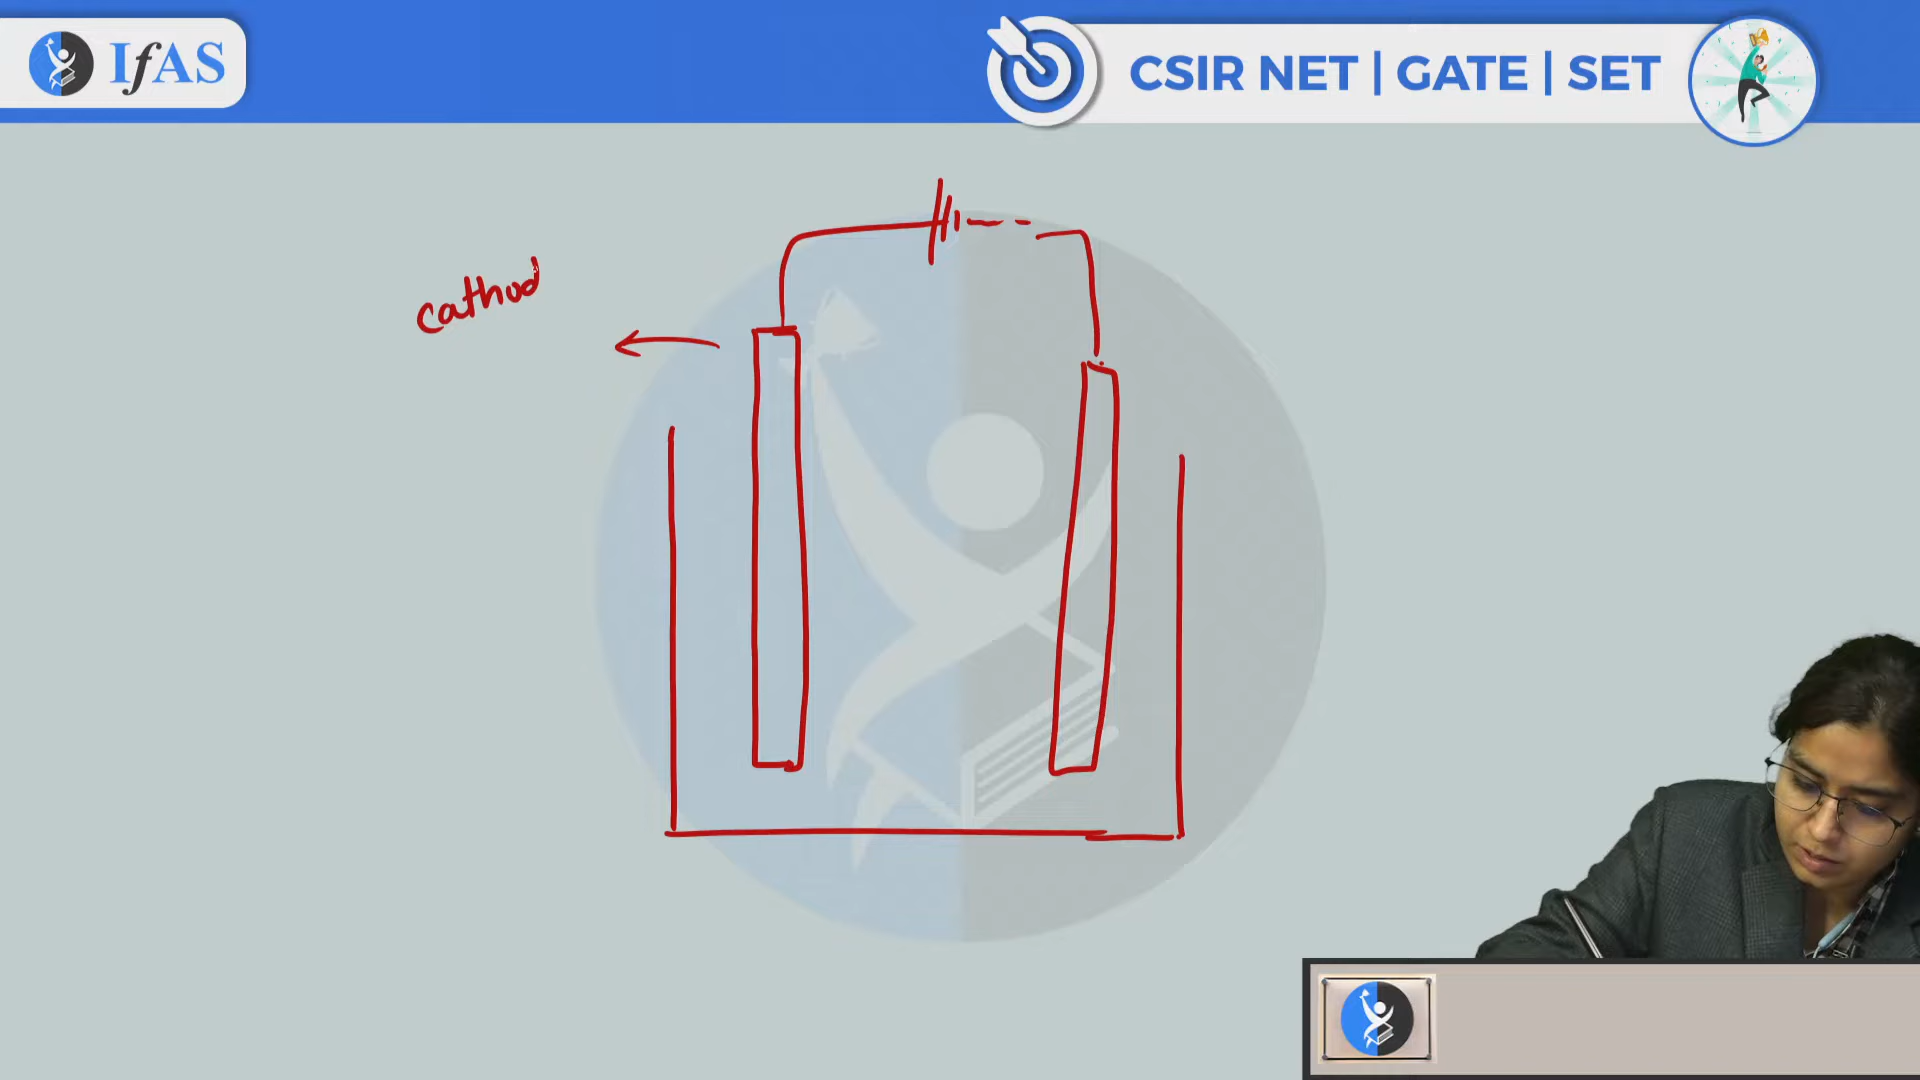 IfAS
CSIR NET | GATE | SET
cathod